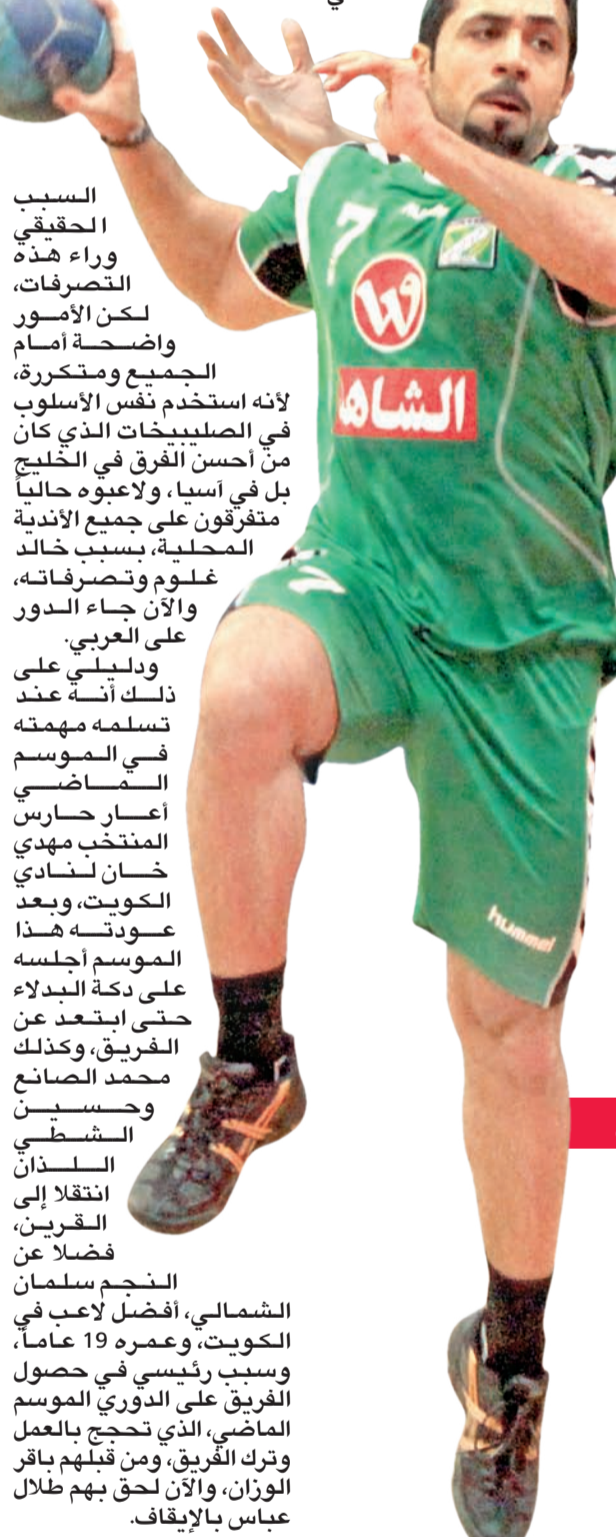 السبب
الحقيقي
وراء هذه
التصرفات،
لكن الأمور
واضحة أمام
الجميع ومتكررة،
لأنه استخدم نفس الأسلوب
في الصليبيخات الذي كان
من أحسن الفرق في الخليج
بل في آسيا، ولاعبوه حالياً
متفرقون على جميع الأندية
المحلية، بسبب خالد
غلوم وتصرفاته،
والآن جاء الدور
على العربي.
ودليلي على
ذلك أنه عند
تسلمه مهمته
في الموسم
الماضي
أعار حارس
المنتخب مهدي
خان لنادي
الكويت، وبعد
عودته هذا
الموسم أجلسه
على دكة البدلاء
حتى ابتعد عن
الفريق، وكذلك
محمد الصانع
وحسين
الشطي
اللذان
انتقلا إلى
القرين،
فضلا عن
النجم سلمان
الشمالي، أفضل لاعب في
الكويت، وعمره 19 عاماً،
وسبب رئيسي في حصول
الفريق على الدوري الموسم
الماضي، الذي تحجج بالعمل
وترك الفريق، ومن قبلهم باقر
الوزان، والآن لحق بهم طلال
عباس بالإيقاف.
7
W
الشاهد
7
hummel